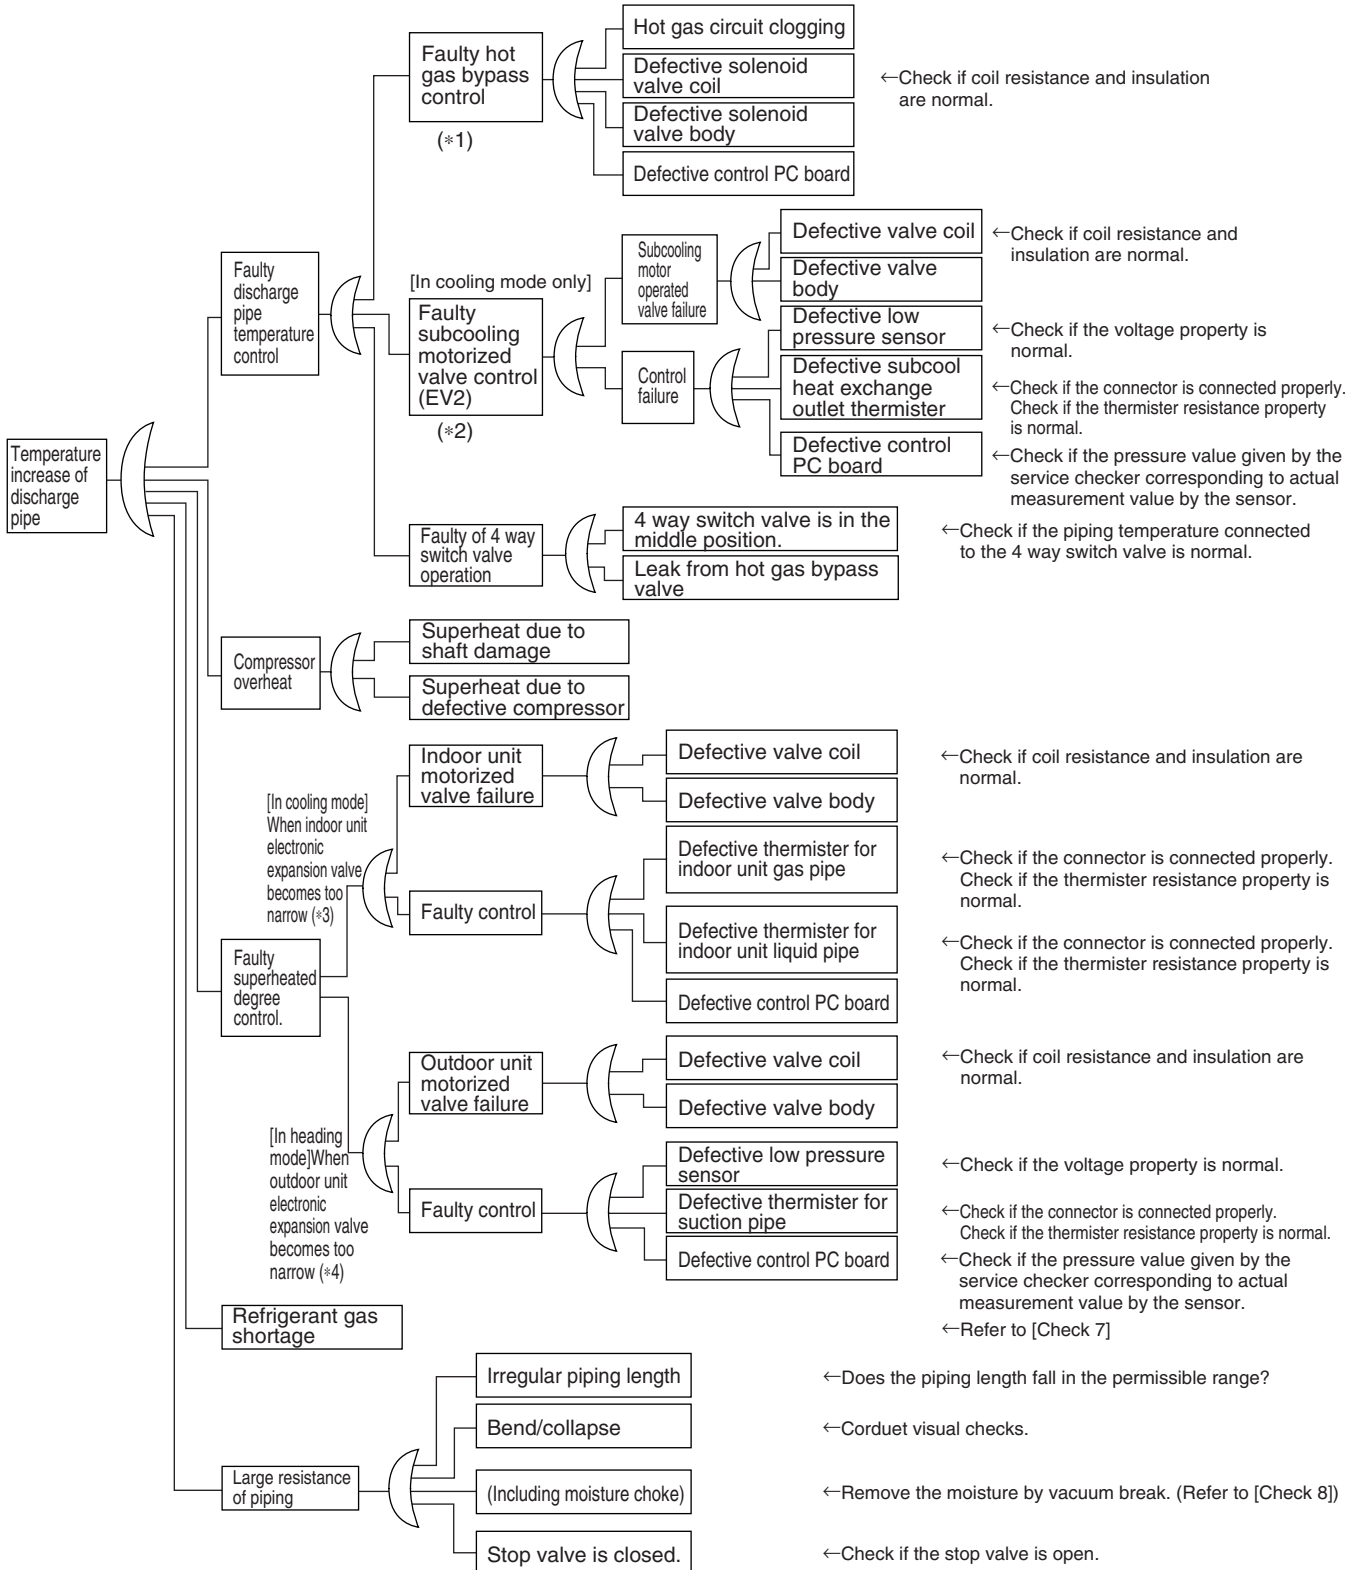 Temperature
increase of
discharge
pipe
Faulty
discharge
pipe
temperature
control
Faulty hot
gas bypass
control
(*1)
Hot gas circuit clogging
Defective solenoid
valve coil
←Check if coil resistance and insulation
are normal.
Defective solenoid
valve body
Defective control PC board
[In cooling mode only]
Faulty
subcooling
motorized
valve control
(EV2)
(*2)
Subcooling
motor
operated
valve failure
Defective valve coil
←Check if coil resistance and
insulation are normal.
Defective valve
body
Control
failure
Defective low
pressure sensor
←Check if the voltage property is
normal.
Defective subcool
heat exchange
outlet thermister
←Check if the connector is connected properly.
Check if the thermister resistance property
is normal.
Defective control
PC board
←Check if the pressure value given by the
service checker corresponding to actual
measurement value by the sensor.
Faulty of 4 way
switch valve
operation
4 way switch valve is in the
middle position.
←Check if the piping temperature connected
to the 4 way switch valve is normal.
Leak from hot gas bypass
valve
Compressor
overheat
Superheat due to
shaft damage
Superheat due to
defective compressor
Faulty
superheated
degree
control.
[In cooling mode]
When indoor unit
electronic
expansion valve
becomes too
narrow (*3)
Indoor unit
motorized
valve failure
Defective valve coil
←Check if coil resistance and insulation are
normal.
Defective valve body
Faulty control
Defective thermister for
indoor unit gas pipe
←Check if the connector is connected properly.
Check if the thermister resistance property is
normal.
Defective thermister for
indoor unit liquid pipe
←Check if the connector is connected properly.
Check if the thermister resistance property is
normal.
Defective control PC board
[In heading
mode]When
outdoor unit
electronic
expansion valve
becomes too
narrow (*4)
Outdoor unit
motorized
valve failure
Defective valve coil
←Check if coil resistance and insulation are
normal.
Defective valve body
Faulty control
Defective low pressure
sensor
←Check if the voltage property is normal.
Defective thermister for
suction pipe
←Check if the connector is connected properly.
Check if the thermister resistance property is normal.
Defective control PC board
←Check if the pressure value given by the
service checker corresponding to actual
measurement value by the sensor.
Refrigerant gas
shortage
←Refer to [Check 7]
Large resistance
of piping
Irregular piping length
←Does the piping length fall in the permissible range?
Bend/collapse
←Corduet visual checks.
(Including moisture choke)
←Remove the moisture by vacuum break. (Refer to [Check 8])
Stop valve is closed.
←Check if the stop valve is open.